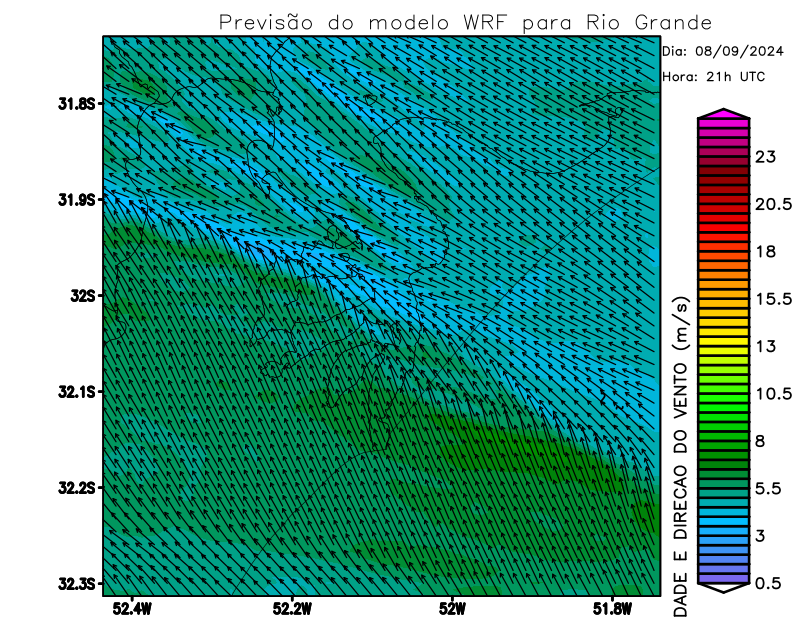 Previsão do modelo WRF para Rio Grande
Dia: 08/09/2024
Hora: 21h UTC
31.8S
31.9S
32S
32.1S
32.2S
32.3S
52.4W
52.2W
52W
51.8W
DADE E DIRECAO DO VENTO (m/s)
23
20.5
18
15.5
13
10.5
8
5.5
3
0.5